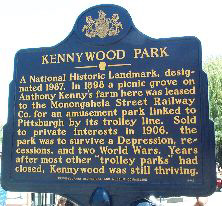 KENNYWOOD PARK
A National Historic Landmark, desig-
nated 1987. In 1898 a picnic grove on
Anthony Kenny's farm here was leased
to the Monongahela Street Railway
Co. for an amusement park linked to
Pittsburgh by its trolley line. Sold
to private interests in 1906, the
park was to survive a Depression, re-
cessions, and two World Wars. Years
after most other "trolley parks" had
closed, Kennywood was still thriving.